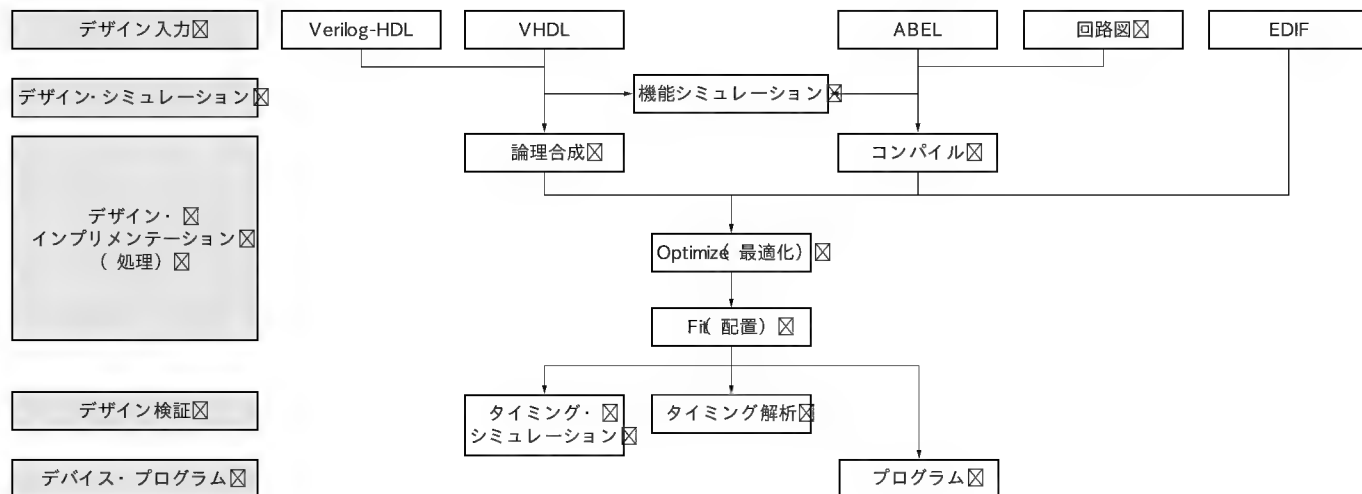 デザイン入力
Verilog-HDL
VHDL
ABEL
回路図
EDIF
デザイン・シミュレーション
機能シミュレーション
論理合成
コンパイル
デザイン・
インプリメンテーション
(処理)
Optimize(最適化)
Fit(配置)
デザイン検証
タイミング・
シミュレーション
タイミング解析
デバイス・プログラム
プログラム